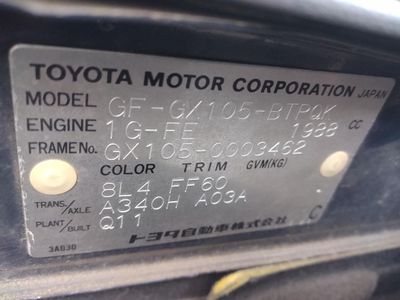 TOYOTA MOTOR CORPORATION JAPAN
MODEL GF-GX105-BTPQK
ENGINE 1G-FE 1988 CC
FRAME No. GX105-0003462
COLOR TRIM GVM(KG)
8L4 FF60
TRANS./AXLE A340H A03A
PLANT/BUILT Q11
トヨタ自動車株式会社 C
3A030